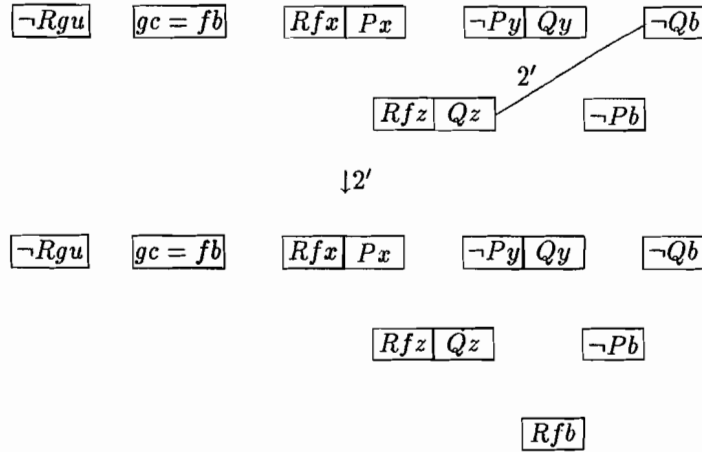 ¬Rgu gc = fb Rfx Px ¬Py Qy ¬Qb
2′
Rfz Qz ¬Pb
↓2′
¬Rgu gc = fb Rfx Px ¬Py Qy ¬Qb
Rfz Qz ¬Pb
Rfb